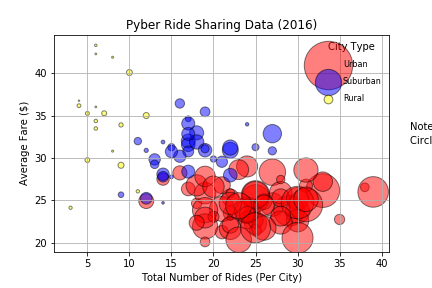 Pyber Ride Sharing Data (2016)
Average Fare ($)
40
35
30
25
20
5
10
15
20
25
30
35
40
Total Number of Rides (Per City)
City Type
Urban
Suburban
Rural
Note
Circl